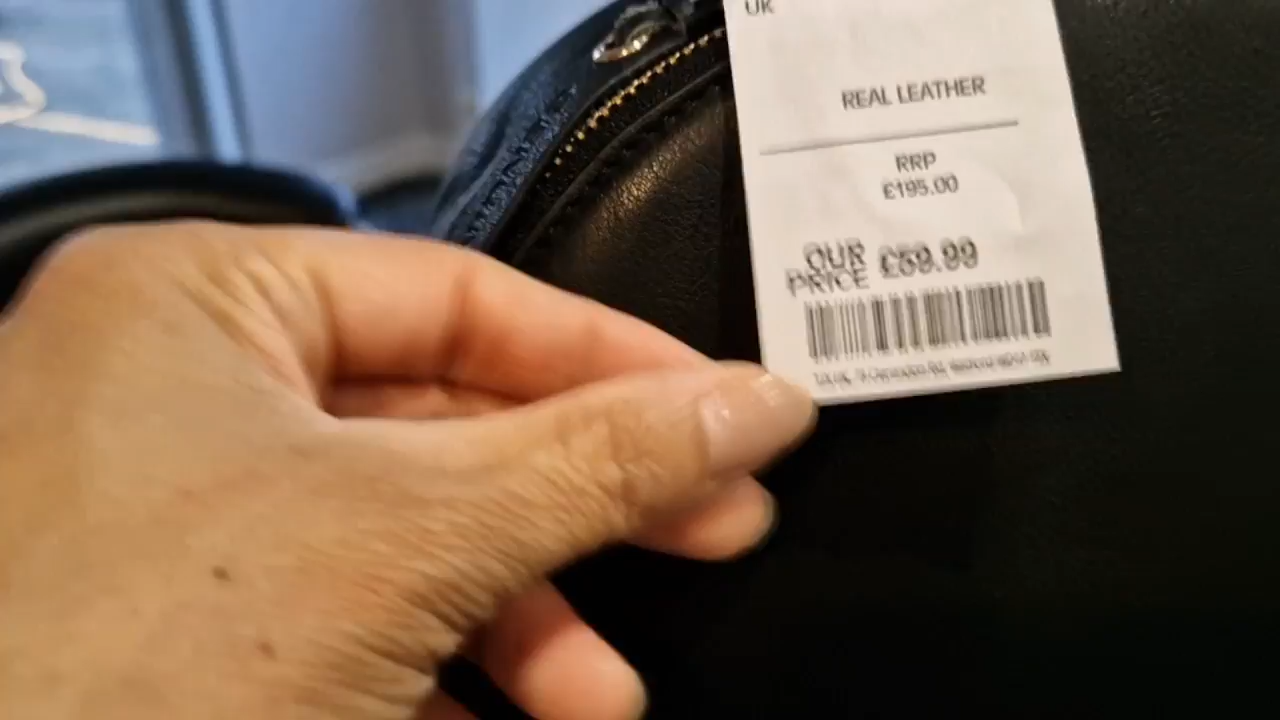 UK
REAL LEATHER
RRP
£195.00
OUR
PRICE £59.99